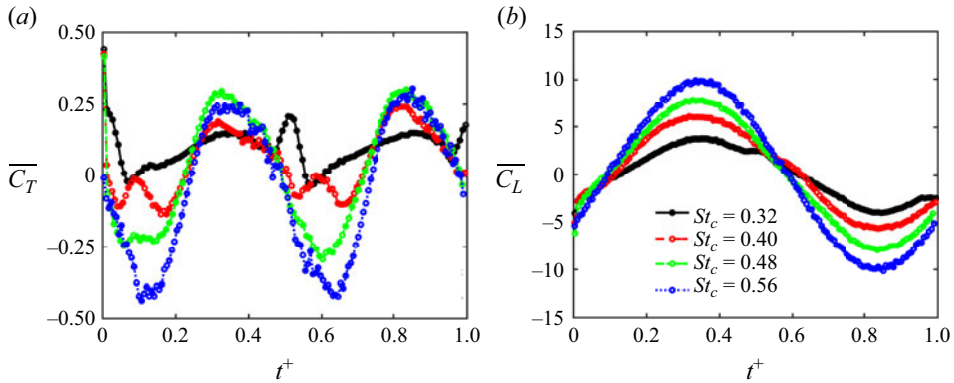 (a)
0.50
0.25
0
–0.25
–0.50
C_T
0 0.2 0.4 0.6 0.8 1.0
t^+
(b)
15
10
5
0
–5
–10
–15
C_L
St_c = 0.32
St_c = 0.40
St_c = 0.48
St_c = 0.56
0 0.2 0.4 0.6 0.8 1.0
t^+